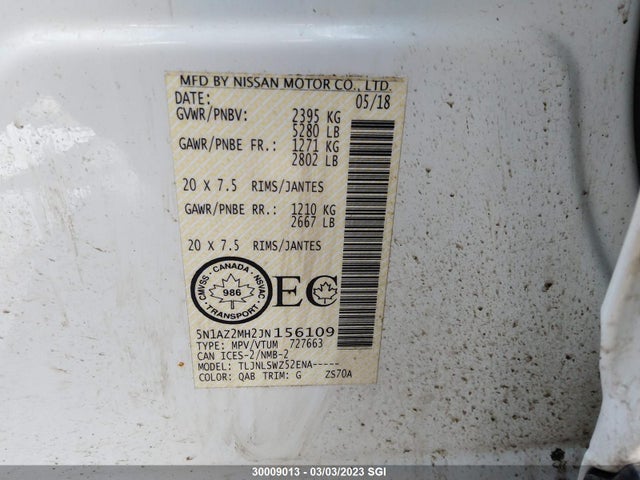 MFD BY NISSAN MOTOR CO., LTD.
DATE: 05/18
GVWR/PNBV: 2395 KG
5280 LB
GAWR/PNBE FR.: 1271 KG
2802 LB
20 X 7.5 RIMS/JANTES
GAWR/PNBE RR.: 1210 KG
2667 LB
20 X 7.5 RIMS/JANTES
CMVSS · CANADA · NSVAC
986
TRANSPORT
EC
5N1AZ2MH2JN156109
TYPE: MPV/VTUM 727663
CAN ICES-2/NMB-2
MODEL: TLJNLSWZ52ENA-----
COLOR: QAB TRIM: G ZS70A
30009013 - 03/03/2023 SGI